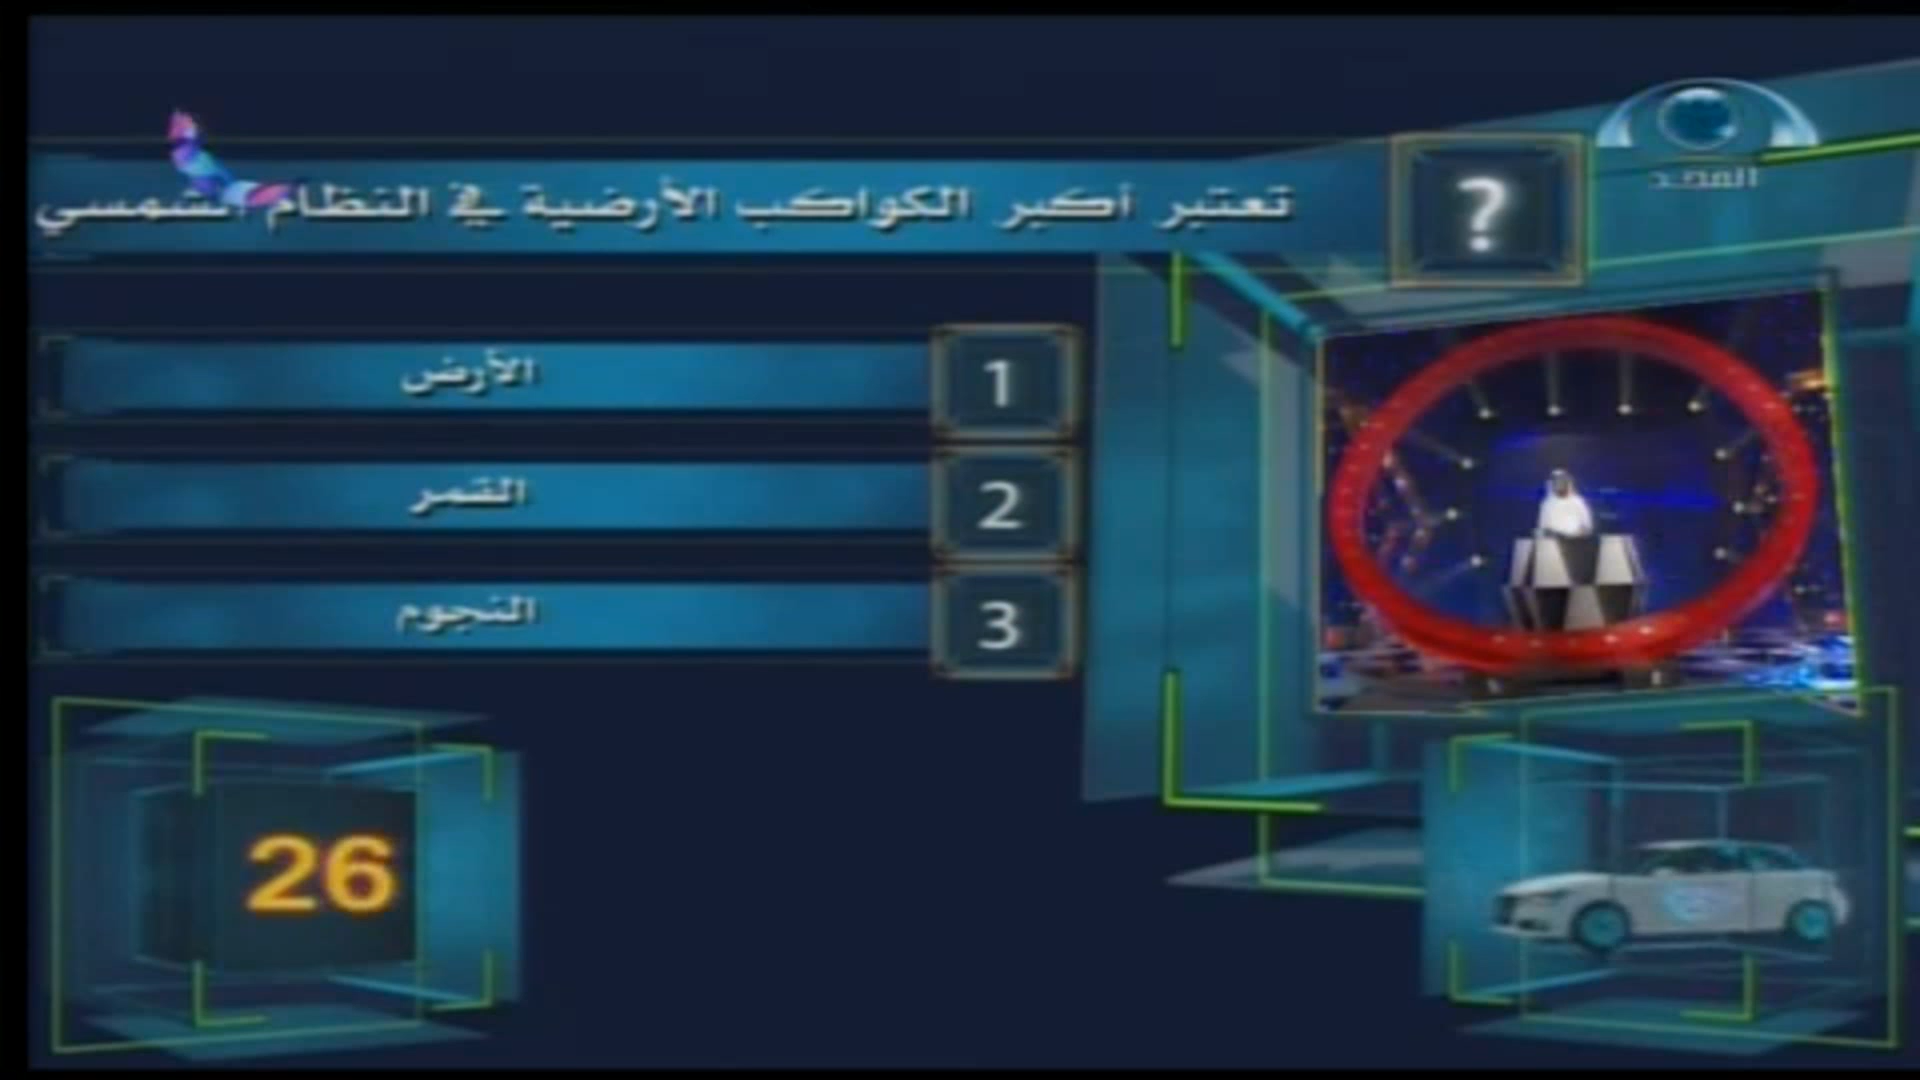 تعتبر أكبر الكواكب الأرضية في النظام الشمسي
?
المجد
1
الأرض
2
القمر
3
النجوم
26